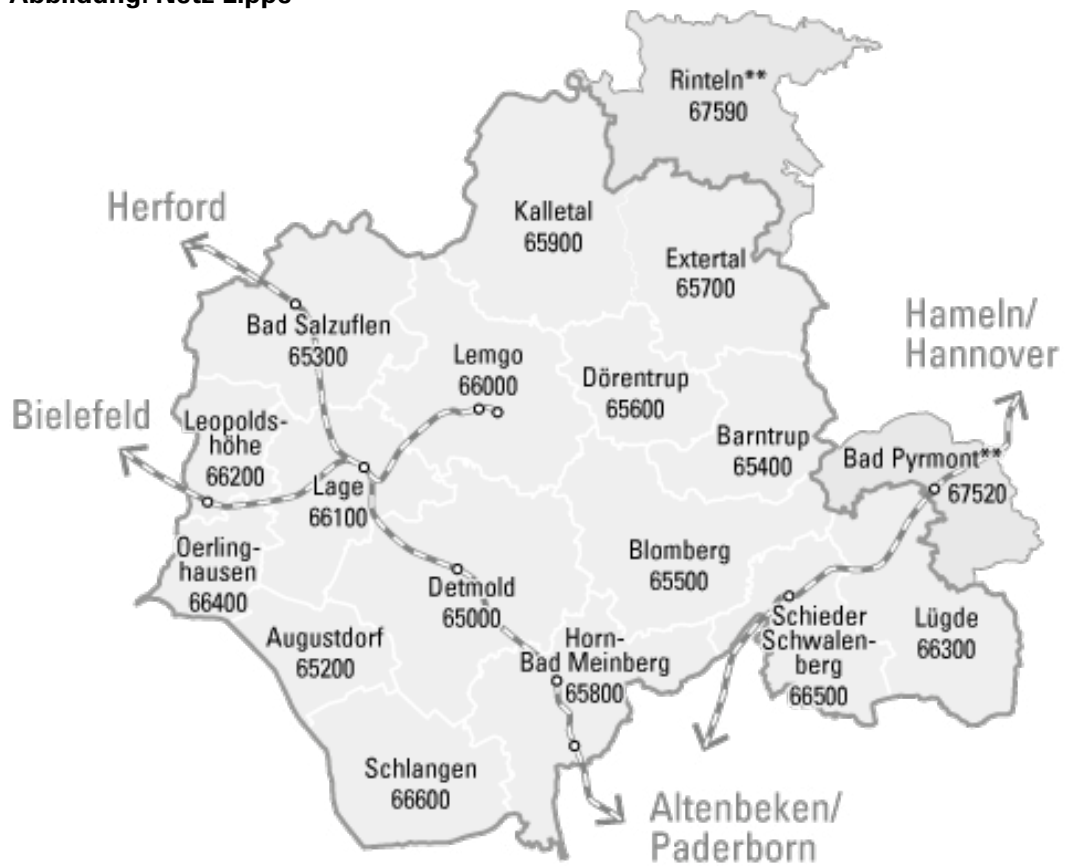 Abbildung: Netz Lippe
Rinteln**
67590
Herford
Kalletal
65900
Extertal
65700
Hameln/
Hannover
Bad Salzuflen
65300
Lemgo
66000
Dörentrup
65600
Bielefeld
Leopolds-
höhe
66200
Barntrup
65400
Bad Pyrmont**
67520
Lage
66100
Oerling-
hausen
66400
Blomberg
65500
Detmold
65000
Schieder
Schwalen-
berg
66500
Lügde
66300
Augustdorf
65200
Horn-
Bad Meinberg
65800
Schlangen
66600
Altenbeken/
Paderborn